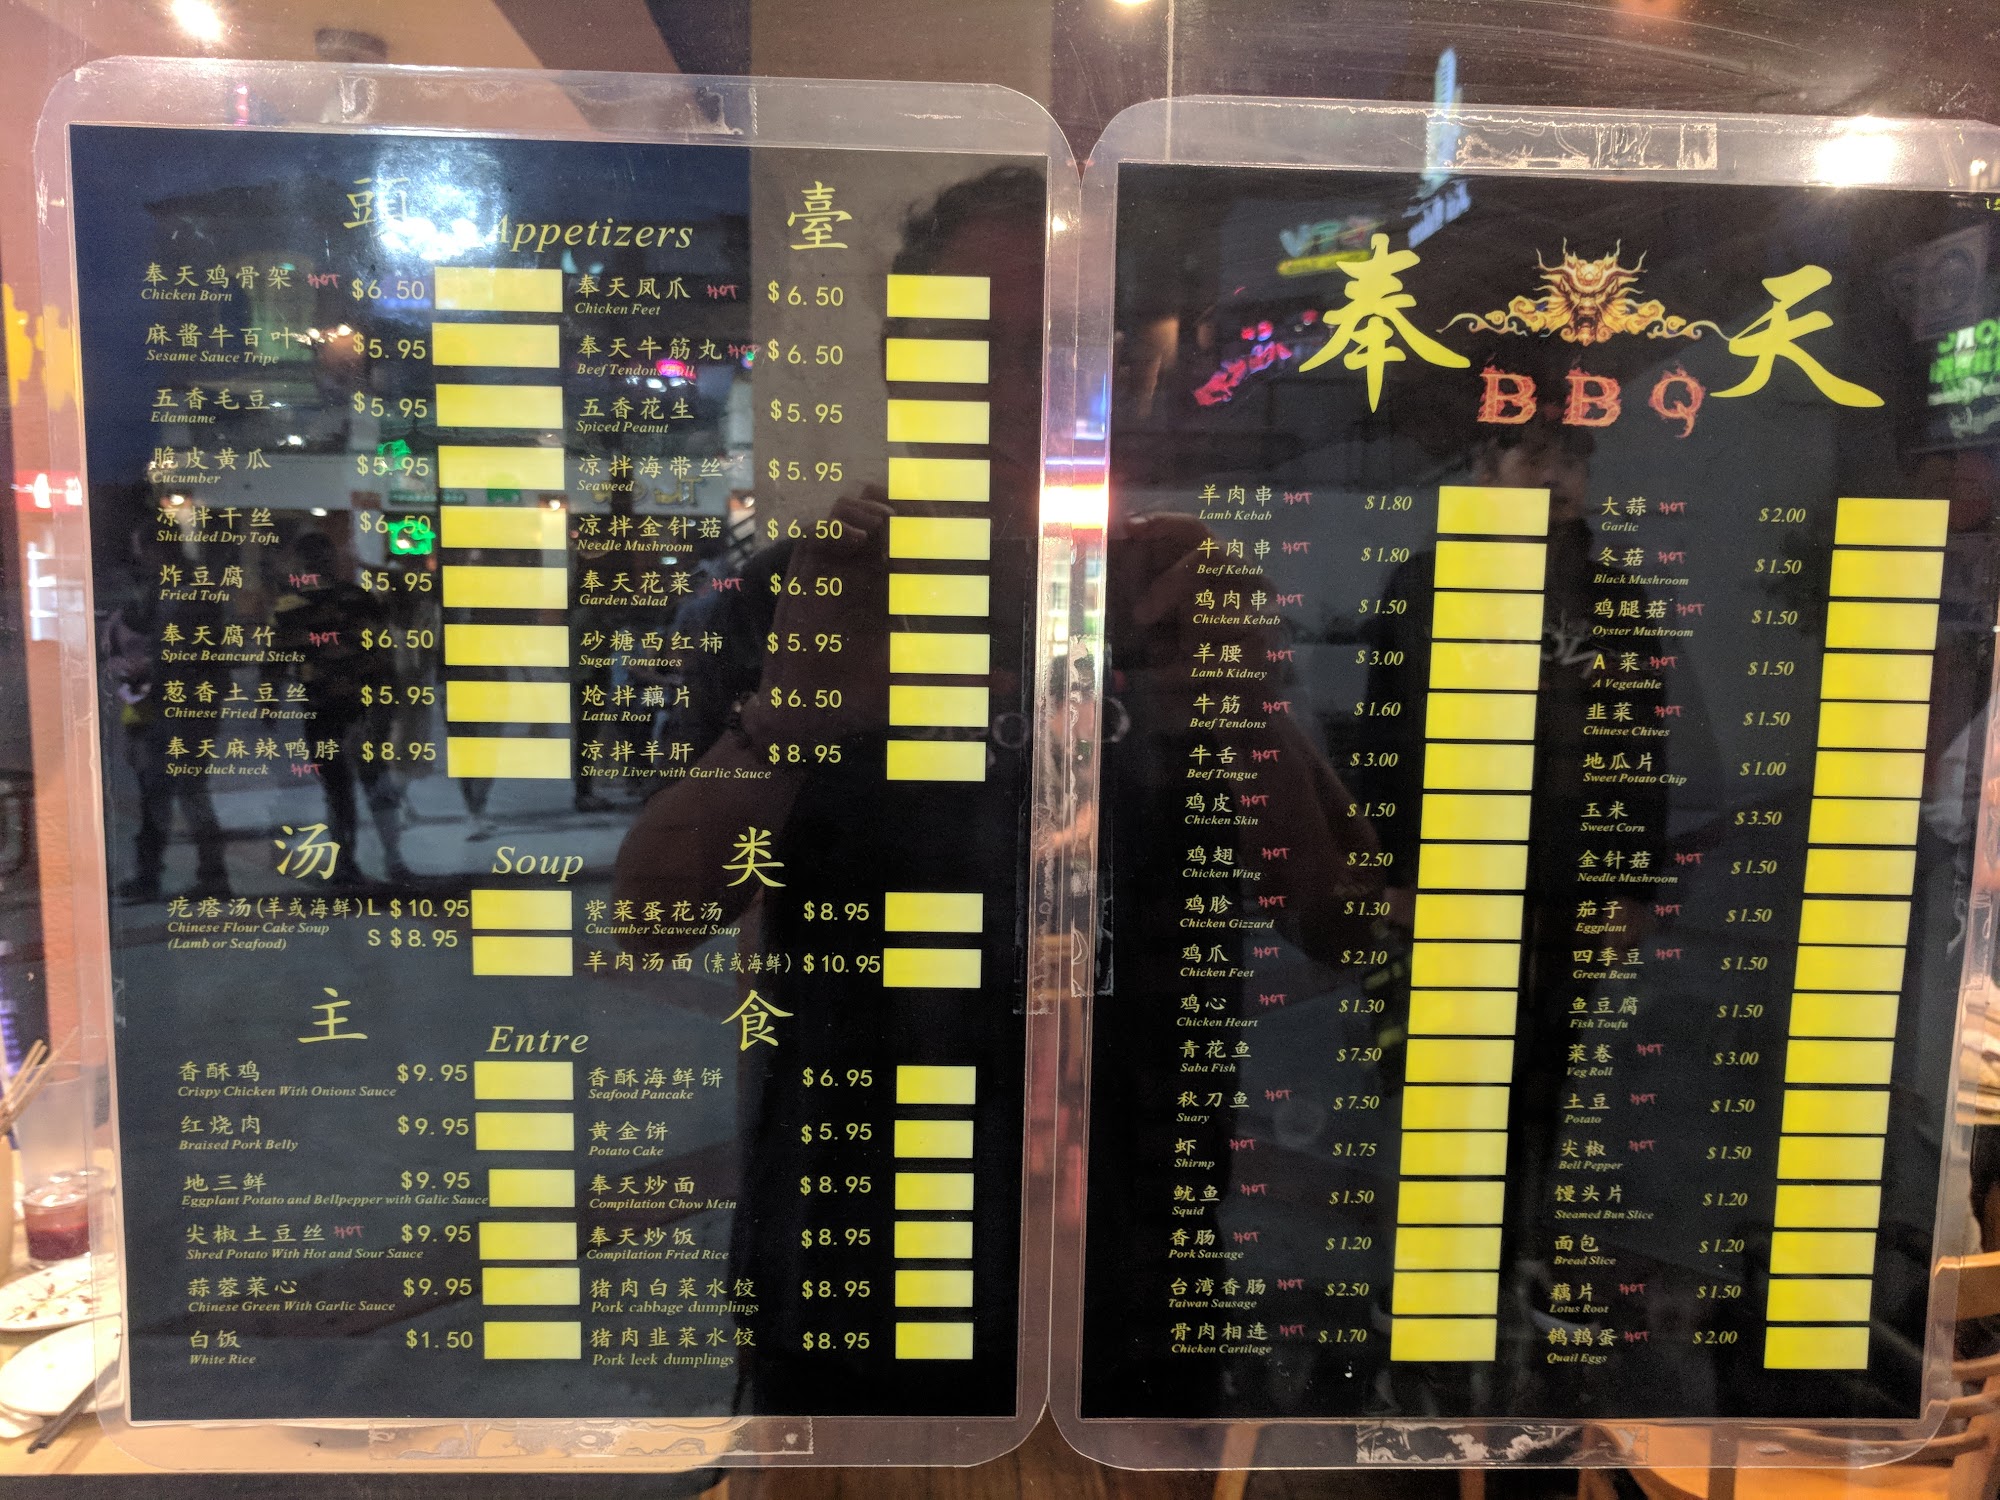 頭 Appetizers 臺
奉天鸡骨架 HOT $6.50
Chicken Born
奉天凤爪 HOT $6.50
Chicken Feet
麻酱牛百叶 $5.95
Sesame Sauce Tripe
奉天牛筋丸 HOT $6.50
Beef Tendons
五香毛豆 $5.95
Edamame
五香花生 $5.95
Spiced Peanut
脆皮黄瓜 $5.95
Cucumber
凉拌海带丝 $5.95
Seaweed
凉拌干丝 $6.50
Shiedded Dry Tofu
凉拌金针菇 $6.50
Needle Mushroom
炸豆腐 HOT $5.95
Fried Tofu
奉天花菜 HOT $6.50
Garden Salad
奉天腐竹 HOT $6.50
Spice Beancurd Sticks
砂糖西红柿 $5.95
Sugar Tomatoes
葱香土豆丝 $5.95
Chinese Fried Potatoes
炝拌藕片 $6.50
Latus Root
奉天麻辣鸭脖 $8.95
Spicy duck neck HOT
凉拌羊肝 $8.95
Sheep Liver with Garlic Sauce
汤 Soup 类
疙瘩汤(羊或海鲜) L $10.95
Chinese Flour Cake Soup
(Lamb or Seafood) S $8.95
紫菜蛋花汤 $8.95
Cucumber Seaweed Soup
羊肉汤面(素或海鲜) $10.95
主 Entre 食
香酥鸡 $9.95
Crispy Chicken With Onions Sauce
香酥海鲜饼 $6.95
Seafood Pancake
红烧肉 $9.95
Braised Pork Belly
黄金饼 $5.95
Potato Cake
地三鲜 $9.95
Eggplant Potato and Bellpepper with Galic Sauce
奉天炒面 $8.95
Compilation Chow Mein
尖椒土豆丝 HOT $9.95
Shred Potato With Hot and Sour Sauce
奉天炒饭 $8.95
Compilation Fried Rice
蒜蓉菜心 $9.95
Chinese Green With Garlic Sauce
猪肉白菜水饺 $8.95
Pork cabbage dumplings
白饭 $1.50
White Rice
猪肉韭菜水饺 $8.95
Pork leek dumplings
奉天
BBQ
羊肉串 HOT $1.80
Lamb Kebab
大蒜 HOT $2.00
Garlic
牛肉串 HOT $1.80
Beef Kebab
冬菇 HOT $1.50
Black Mushroom
鸡肉串 HOT $1.50
Chicken Kebab
鸡腿菇 HOT $1.50
Oyster Mushroom
羊腰 HOT $3.00
Lamb Kidney
A菜 HOT $1.50
A Vegetable
牛筋 HOT $1.60
Beef Tendons
韭菜 HOT $1.50
Chinese Chives
牛舌 HOT $3.00
Beef Tongue
地瓜片 $1.00
Sweet Potato Chip
鸡皮 HOT $1.50
Chicken Skin
玉米 $3.50
Sweet Corn
鸡翅 HOT $2.50
Chicken Wing
金针菇 HOT $1.50
Needle Mushroom
鸡胗 HOT $1.30
Chicken Gizzard
茄子 HOT $1.50
Eggplant
鸡爪 HOT $2.10
Chicken Feet
四季豆 HOT $1.50
Green Bean
鸡心 HOT $1.30
Chicken Heart
鱼豆腐 $1.50
Fish Toufu
青花鱼 $7.50
Saba Fish
菜卷 HOT $3.00
Veg Roll
秋刀鱼 HOT $7.50
Suary
土豆 HOT $1.50
Potato
虾 HOT $1.75
Shirmp
尖椒 HOT $1.50
Bell Pepper
鱿鱼 HOT $1.50
Squid
馒头片 $1.20
Steamed Bun Slice
香肠 HOT $1.20
Pork Sausage
面包 $1.20
Bread Slice
台湾香肠 HOT $2.50
Taiwan Sausage
藕片 HOT $1.50
Lotus Root
骨肉相连 HOT $.1.70
Chicken Cartilage
鹌鹑蛋 HOT $2.00
Quail Eggs